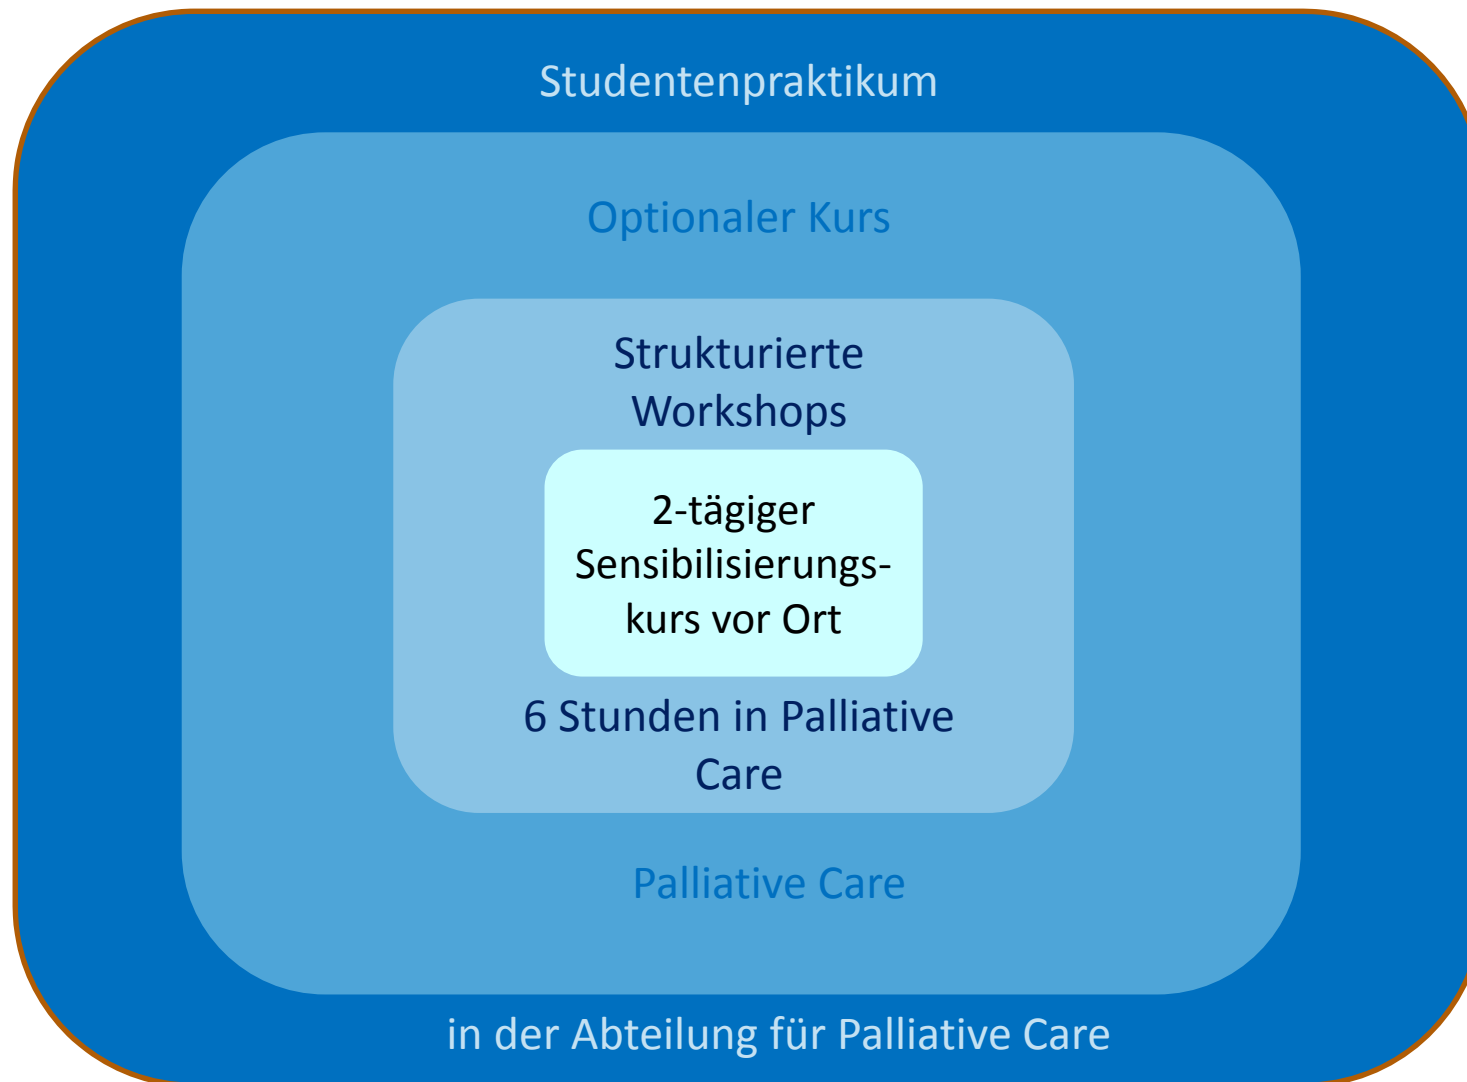 Studentenpraktikum
Optionaler Kurs
Strukturierte
Workshops
2-tägiger
Sensibilisierungs-
kurs vor Ort
6 Stunden in Palliative
Care
Palliative Care
in der Abteilung für Palliative Care